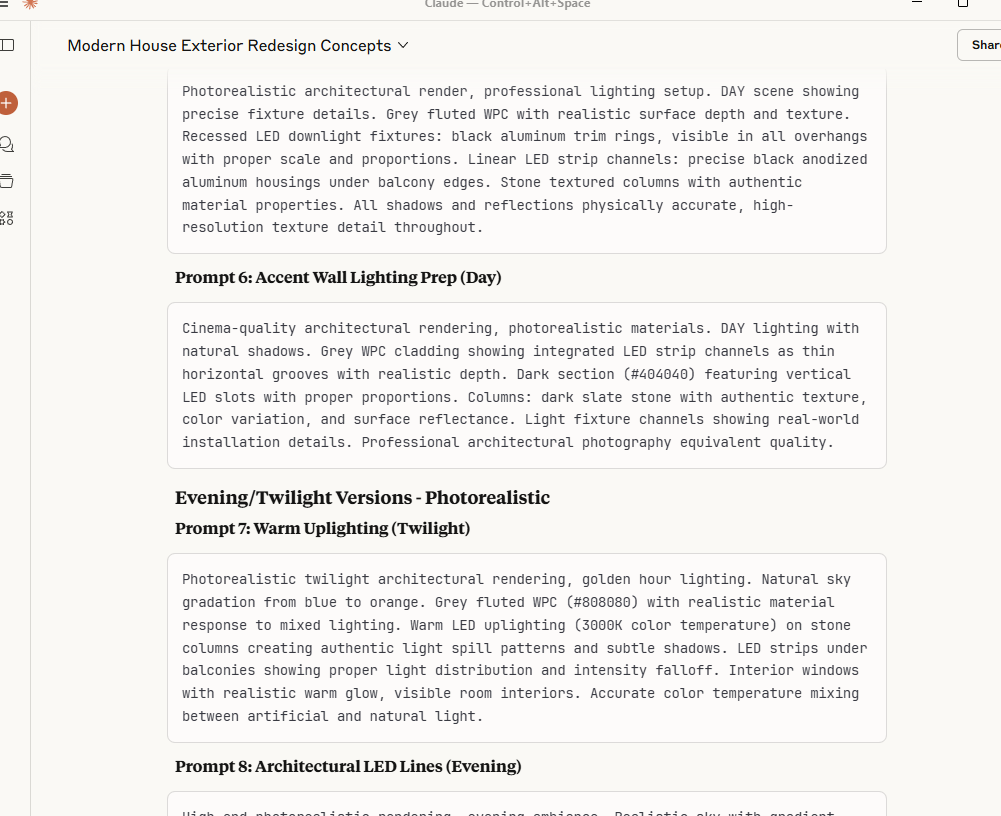 Claude — Control+Alt+Space
Modern House Exterior Redesign Concepts
Share
Photorealistic architectural render, professional lighting setup. DAY scene showing
precise fixture details. Grey fluted WPC with realistic surface depth and texture.
Recessed LED downlight fixtures: black aluminum trim rings, visible in all overhangs
with proper scale and proportions. Linear LED strip channels: precise black anodized
aluminum housings under balcony edges. Stone textured columns with authentic
material properties. All shadows and reflections physically accurate, high-
resolution texture detail throughout.
Prompt 6: Accent Wall Lighting Prep (Day)
Cinema-quality architectural rendering, photorealistic materials. DAY lighting with
natural shadows. Grey WPC cladding showing integrated LED strip channels as thin
horizontal grooves with realistic depth. Dark section (#404040) featuring vertical
LED slots with proper proportions. Columns: dark slate stone with authentic texture,
color variation, and surface reflectance. Light fixture channels showing real-world
installation details. Professional architectural photography equivalent quality.
Evening/Twilight Versions - Photorealistic
Prompt 7: Warm Uplighting (Twilight)
Photorealistic twilight architectural rendering, golden hour lighting. Natural sky
gradation from blue to orange. Grey fluted WPC (#808080) with realistic material
response to mixed lighting. Warm LED uplighting (3000K color temperature) on stone
columns creating authentic light spill patterns and subtle shadows. LED strips under
balconies showing proper light distribution and intensity falloff. Interior windows
with realistic warm glow, visible room interiors. Accurate color temperature mixing
between artificial and natural light.
Prompt 8: Architectural LED Lines (Evening)
High-end photorealistic rendering, evening ambience. Realistic sky with gradient